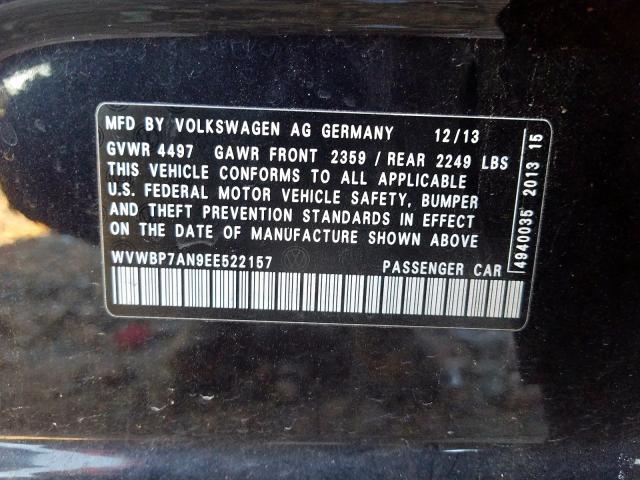 MFD BY VOLKSWAGEN AG GERMANY 12/13
GVWR 4497 GAWR FRONT 2359 / REAR 2249 LBS
THIS VEHICLE CONFORMS TO ALL APPLICABLE
U.S. FEDERAL MOTOR VEHICLE SAFETY, BUMPER
AND THEFT PREVENTION STANDARDS IN EFFECT
ON THE DATE OF MANUFACTURE SHOWN ABOVE
WVWBP7AN9EE522157 PASSENGER CAR
4940035 2013 15